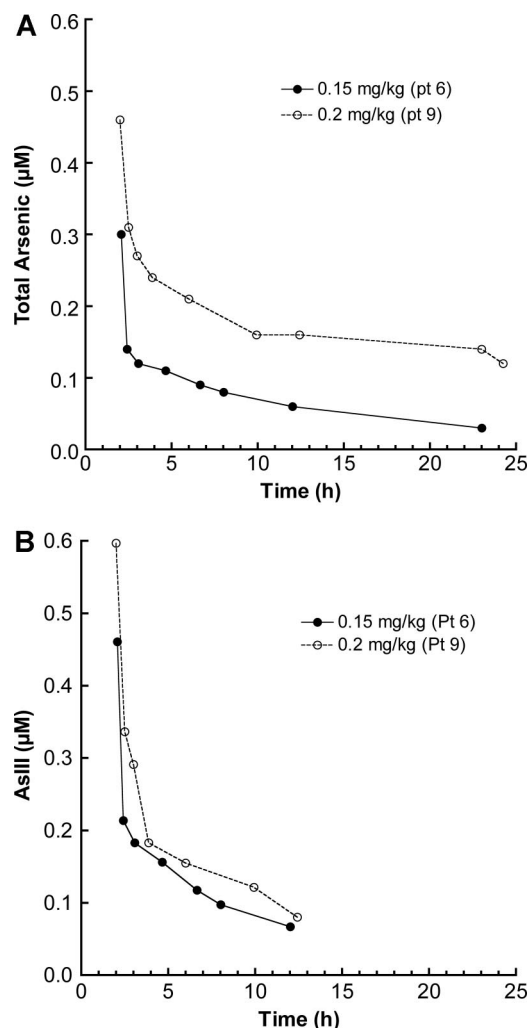 A
0.6
0.5
0.4
0.3
0.2
0.1
0.0
Total Arsenic (µM)
0.15 mg/kg (pt 6)
0.2 mg/kg (pt 9)
0 5 10 15 20 25
Time (h)
B
0.6
0.5
0.4
0.3
0.2
0.1
0.0
AsIII (µM)
0.15 mg/kg (Pt 6)
0.2 mg/kg (Pt 9)
0 5 10 15 20 25
Time (h)